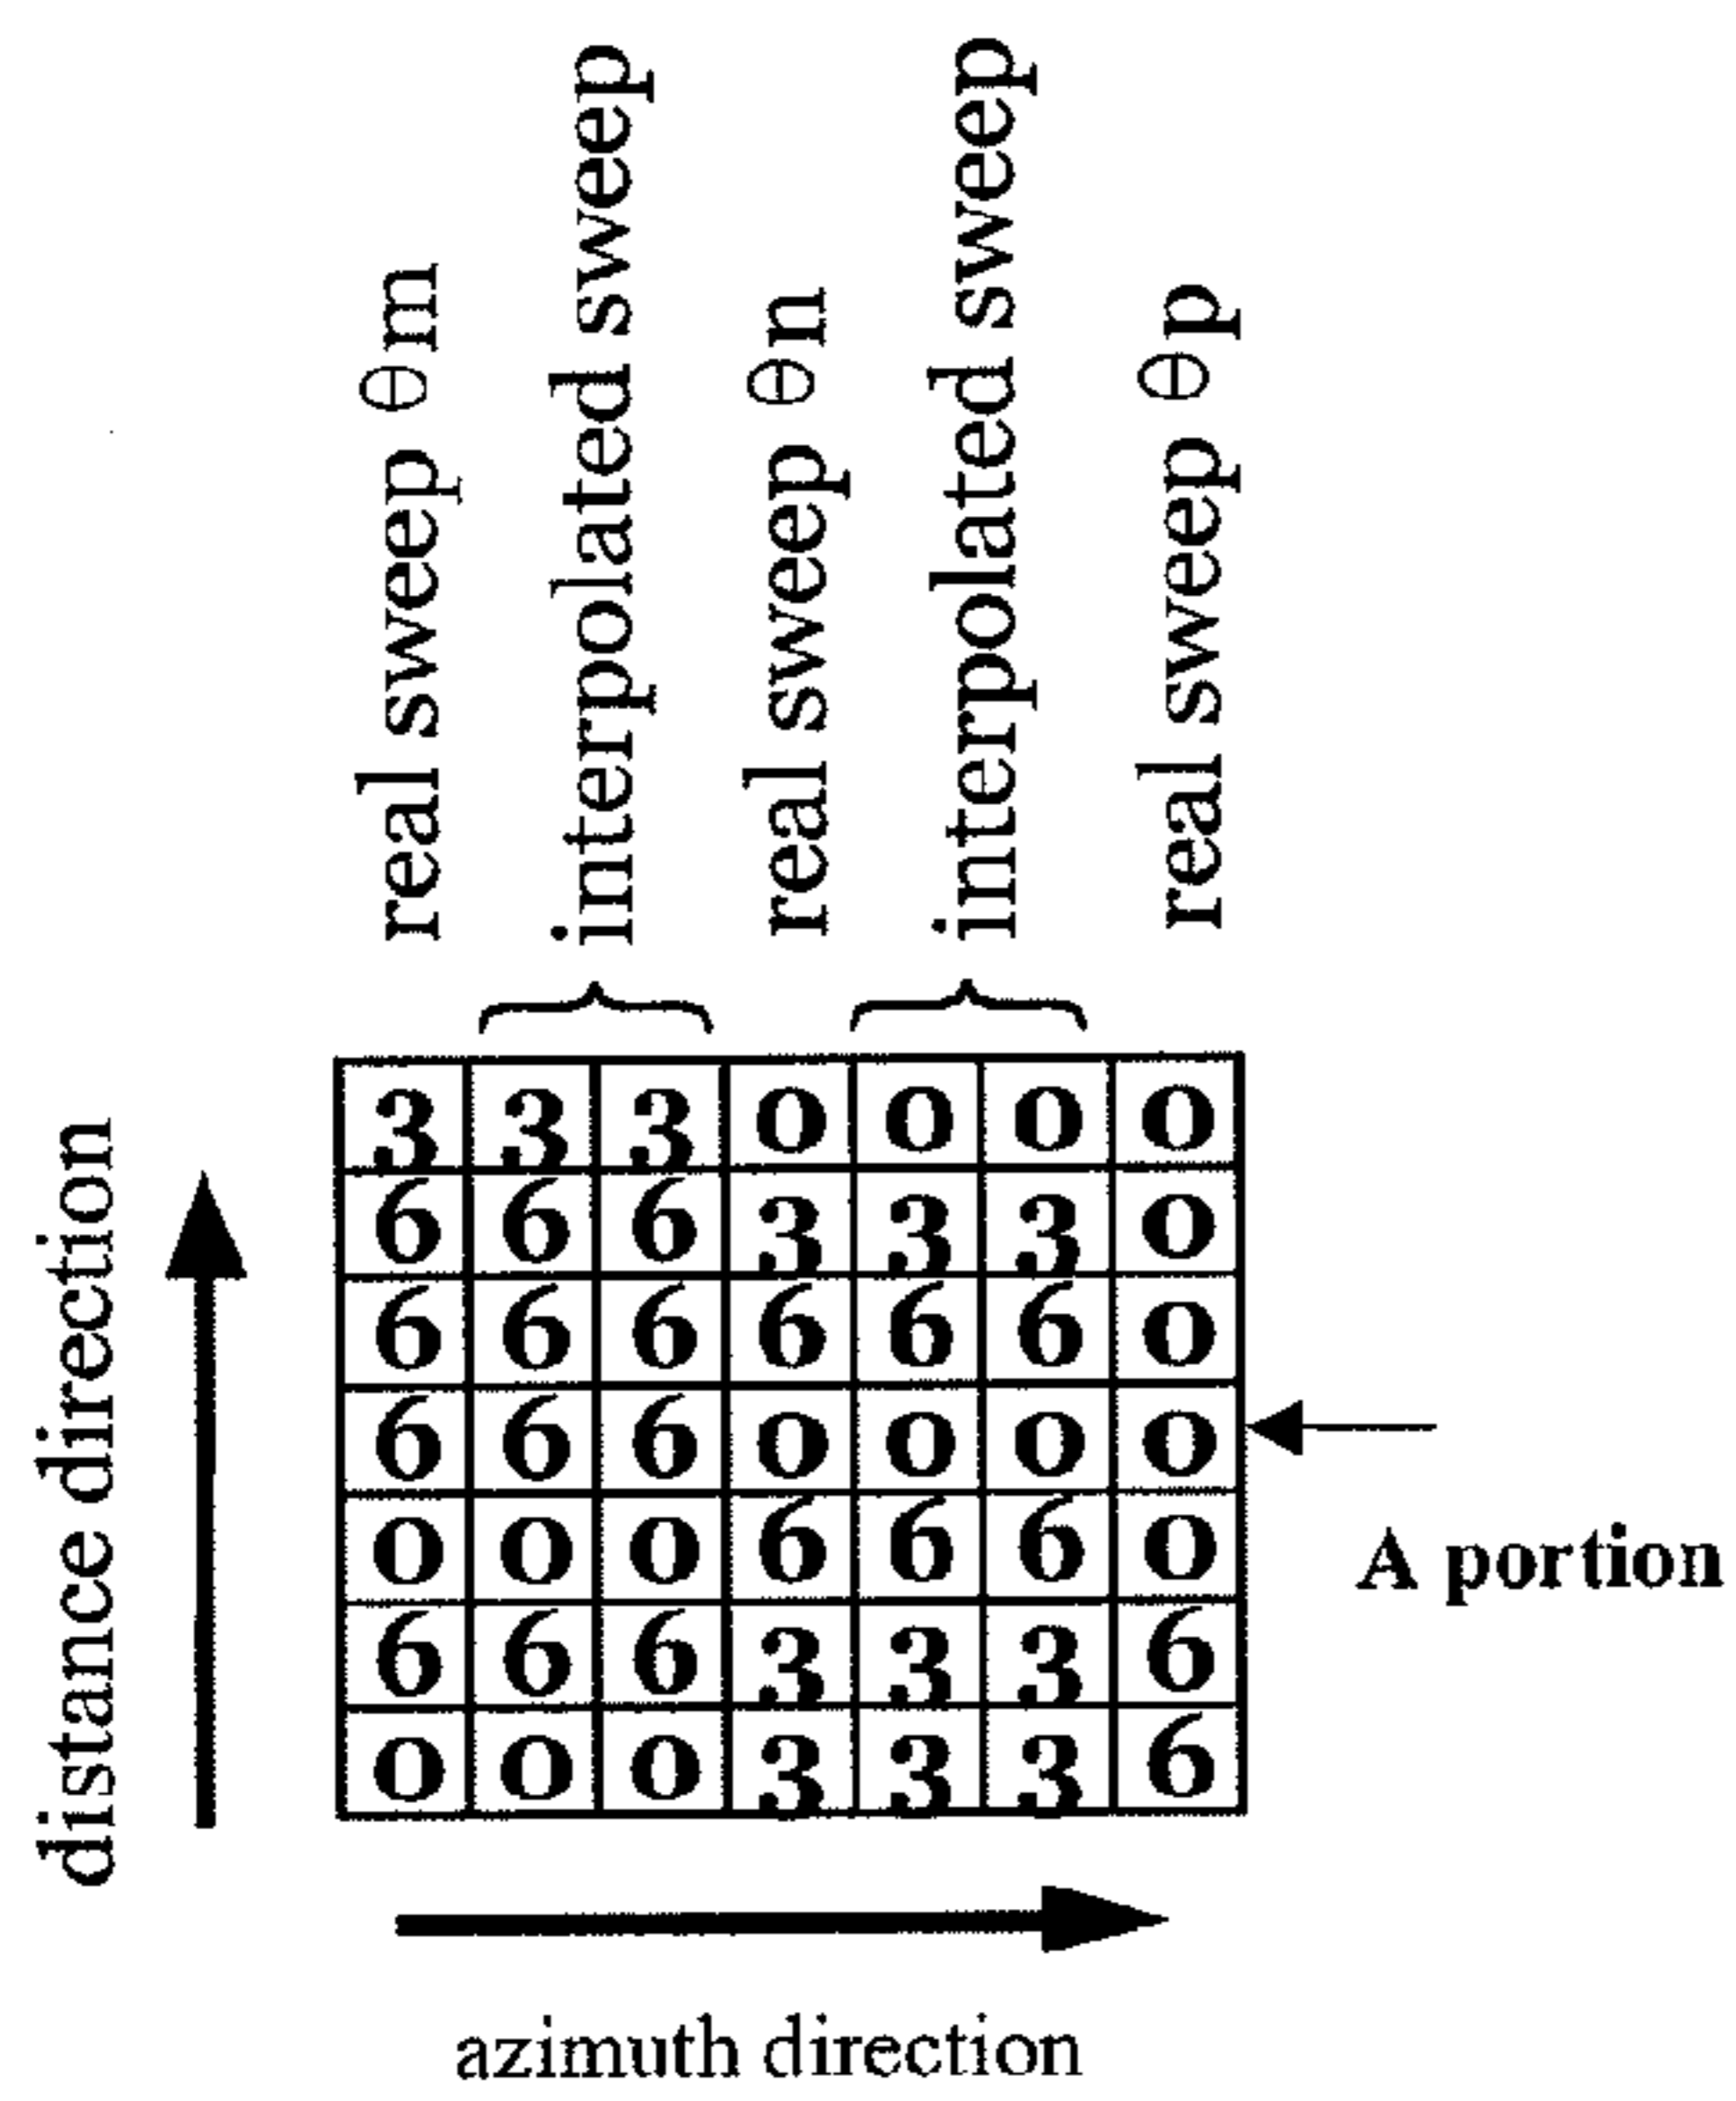 real sweep θm
interpolated sweep
real sweep θn
interpolated sweep
real sweep θp
distance direction
3 3 3 0 0 0 0
6 6 6 3 3 3 0
6 6 6 6 6 6 0
6 6 6 0 0 0 0
0 0 0 6 6 6 0
6 6 6 3 3 3 6
0 0 0 3 3 3 6
A portion
azimuth direction